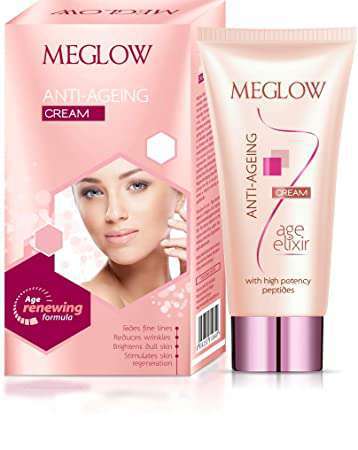 MEGLOW
MEGLOW
ANTI-AGEING
CREAM
Age
renewing
formula
Fades fine lines
Reduces wrinkles
Brightens dull skin
Stimulates skin
regeneration
MEGLOW
ANTI-AGEING
CREAM
age
elixir
with high potency
peptides